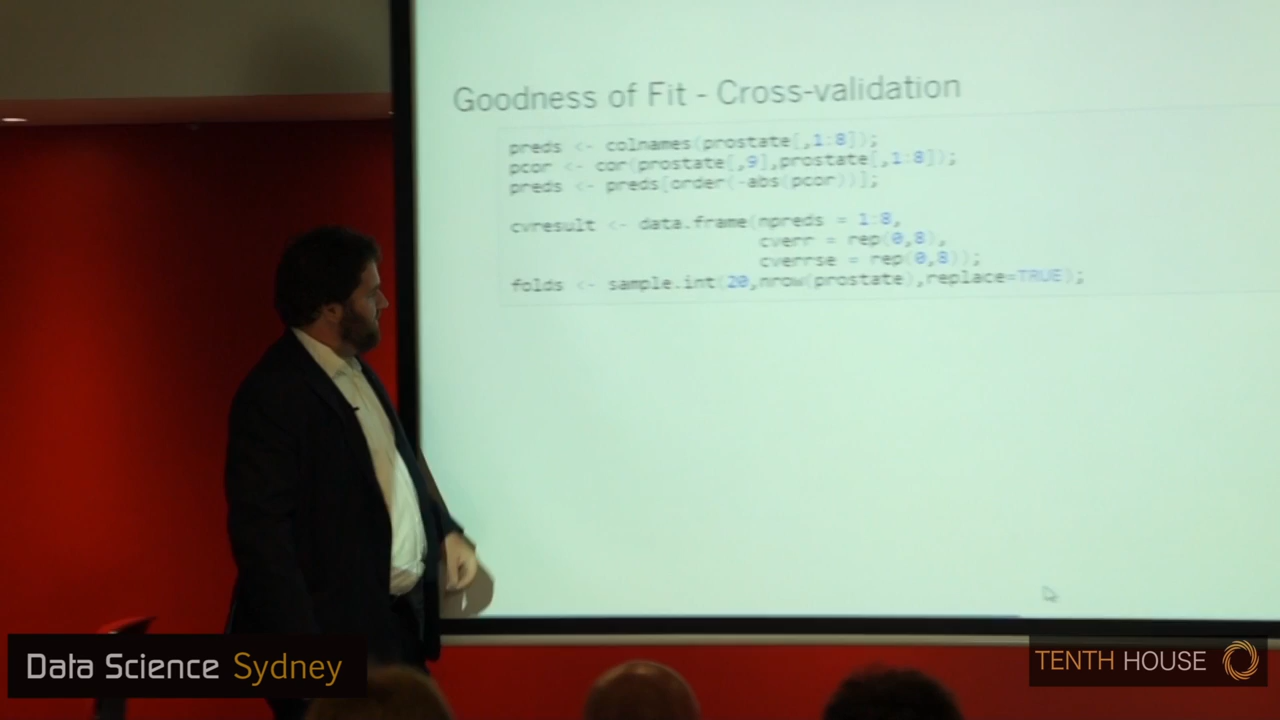 Goodness of Fit - Cross-validation
preds <- colnames(prostate[,1:8]);
pcor <- cor(prostate[,9],prostate[,1:8]);
preds <- preds[order(-abs(pcor))];
cvresult <- data.frame(npreds = 1:8,
cverr = rep(0,8),
cverrse = rep(0,8));
folds <- sample.int(20,nrow(prostate),replace=TRUE);
Data Science Sydney
TENTH HOUSE